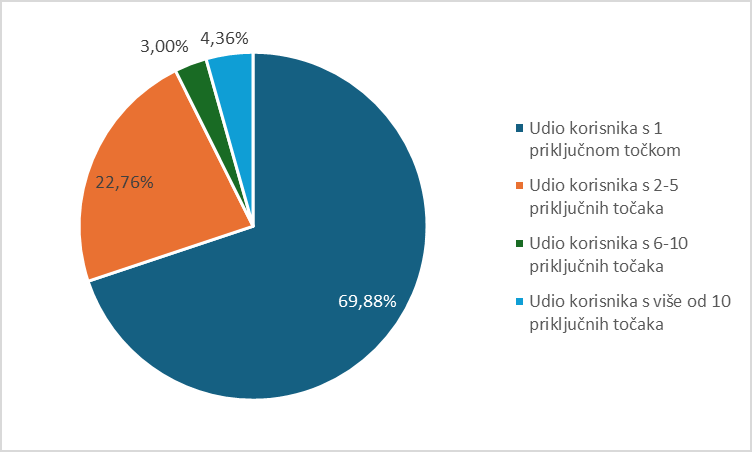 3,00%
4,36%
22,76%
69,88%
Udio korisnika s 1
priključnom točkom
Udio korisnika s 2-5
priključnih točaka
Udio korisnika s 6-10
priključnih točaka
Udio korisnika s više od 10
priključnih točaka